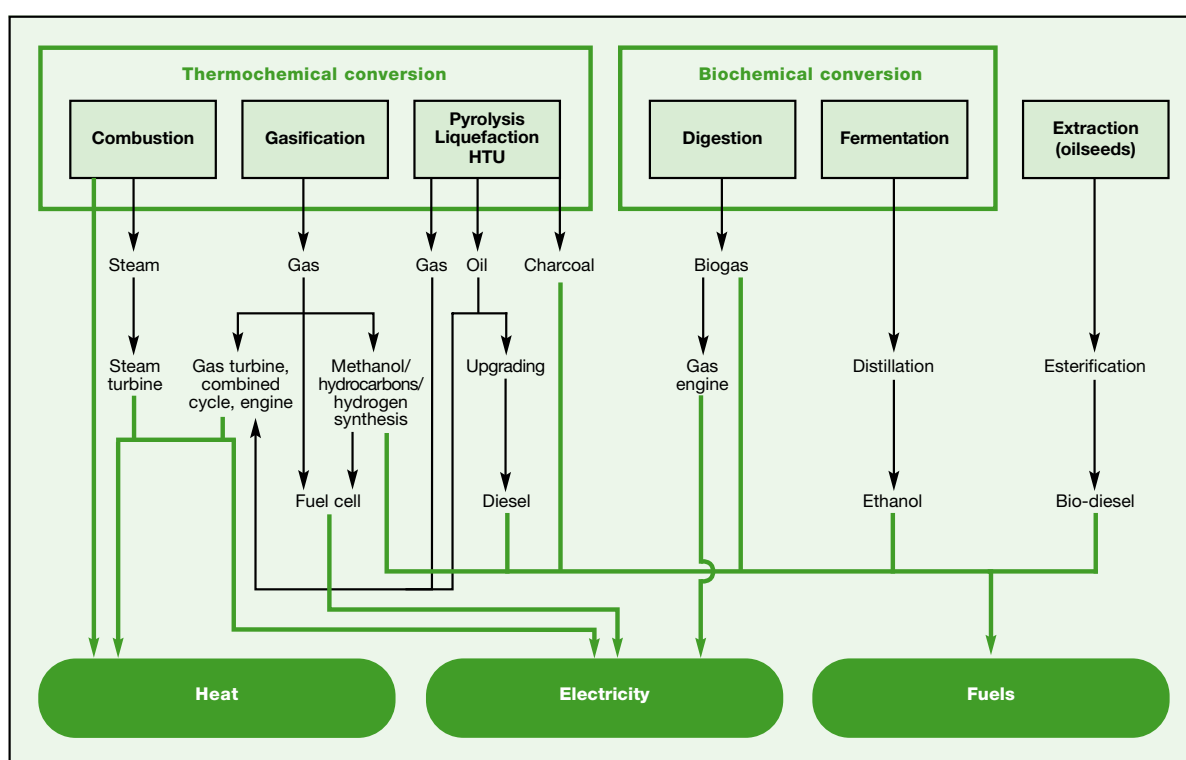 Thermochemical conversion
Biochemical conversion
Combustion
Gasification
Pyrolysis
Liquefaction
HTU
Digestion
Fermentation
Extraction
(oilseeds)
Steam
Gas
Gas
Oil
Charcoal
Biogas
Steam
turbine
Gas turbine,
combined
cycle, engine
Methanol/
hydrocarbons/
hydrogen
synthesis
Upgrading
Gas
engine
Distillation
Esterification
Fuel cell
Diesel
Ethanol
Bio-diesel
Heat
Electricity
Fuels